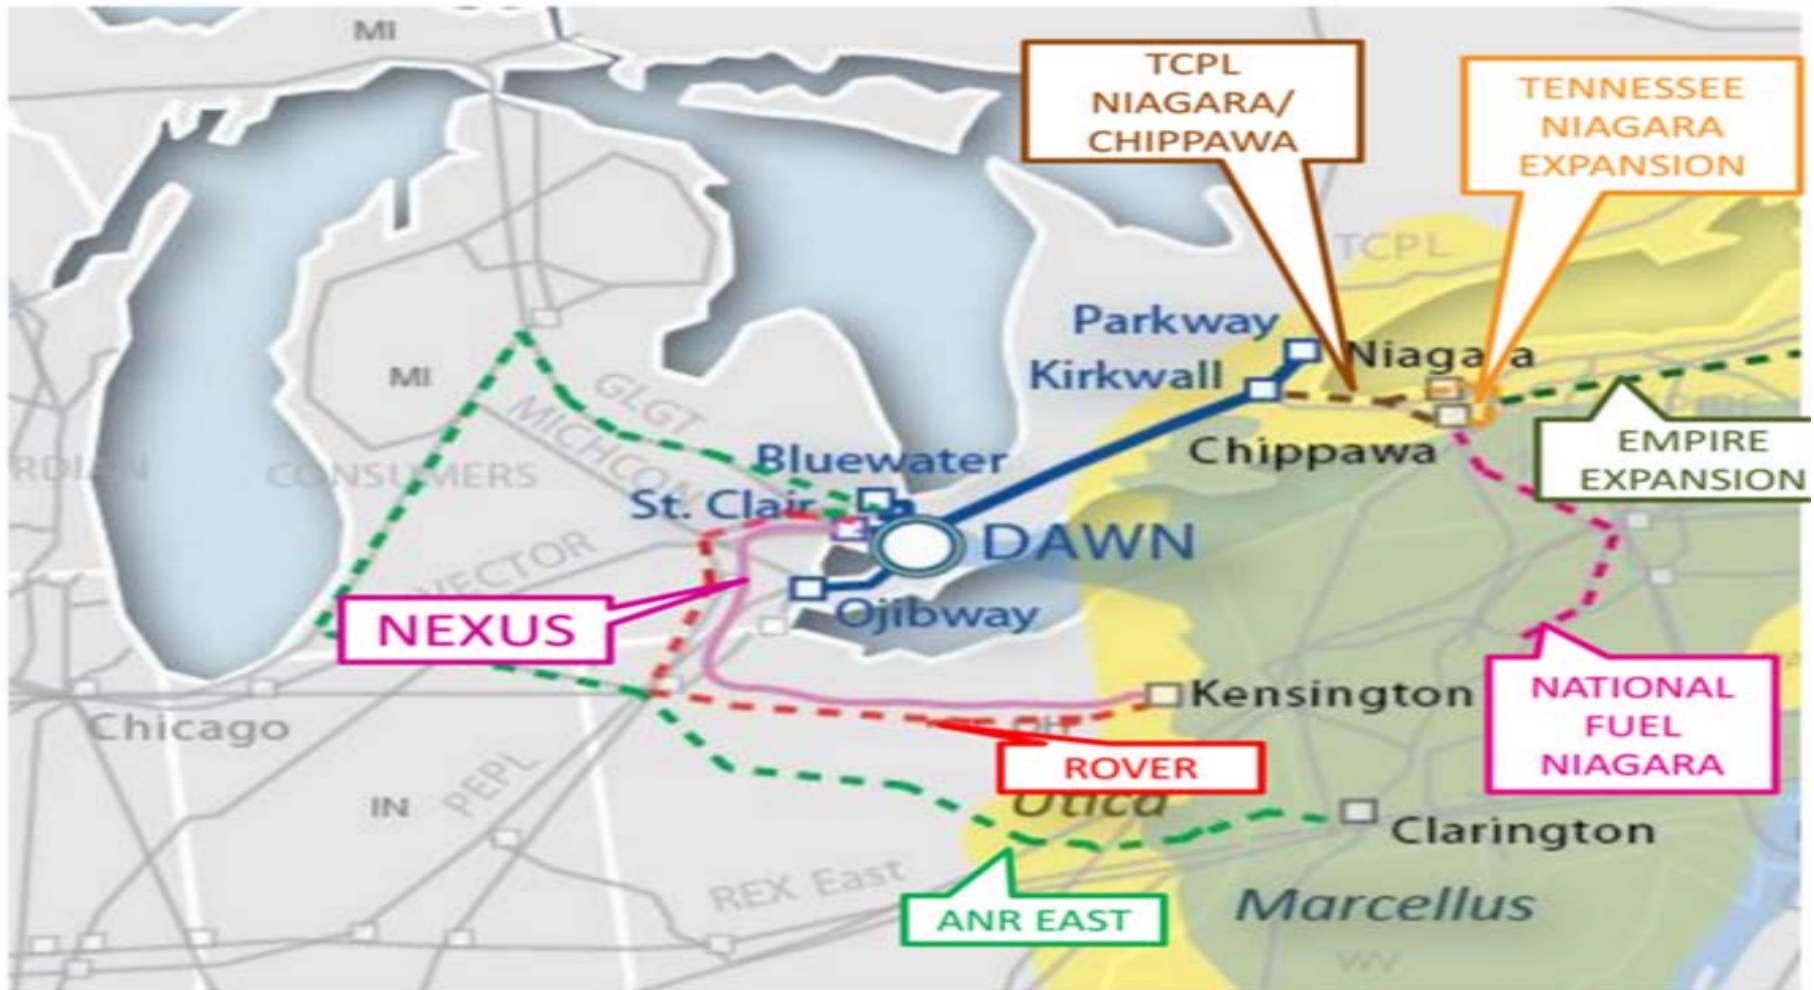 MI
TCPL
NIAGARA/
CHIPPAWA
TENNESSEE
NIAGARA
EXPANSION
TCPL
Parkway
Niagara
Kirkwall
MI
GLGT
MICHCON
EMPIRE
EXPANSION
Chippawa
Bluewater
CONSUMERS
St. Clair
DAWN
VECTOR
NEXUS
Ojibway
Kensington
NATIONAL
FUEL
NIAGARA
Chicago
ROVER
IN
PEPL
Utica
Clarington
REX East
ANR EAST
Marcellus
WV